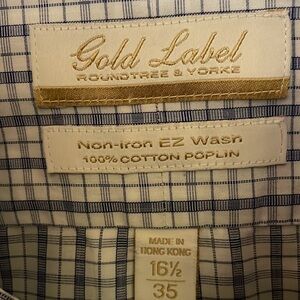 Gold Label
ROUNDTREE & YORKE
Non-Iron EZ Wash
100% COTTON POPLIN
MADE IN
HONG KONG
16½
35